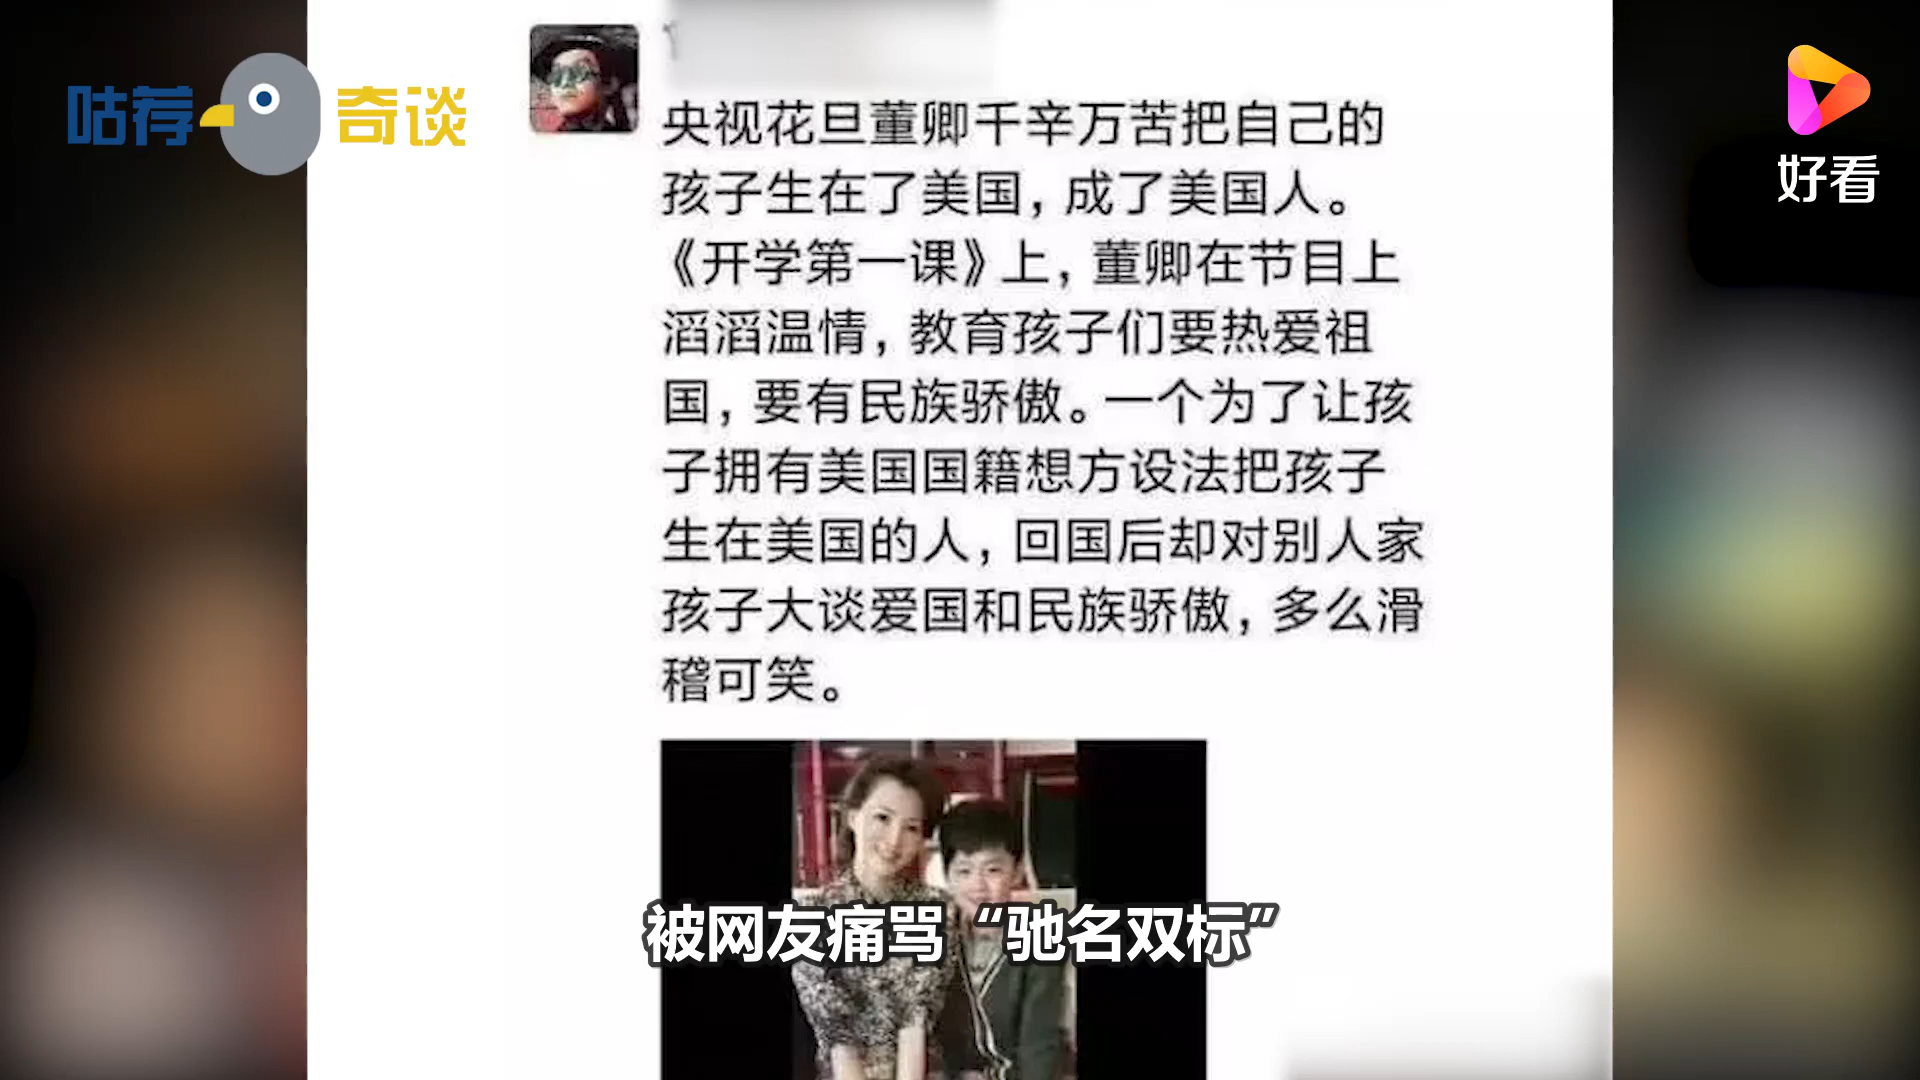 咕荐奇谈
好看
央视花旦董卿千辛万苦把自己的
孩子生在了美国，成了美国人。
《开学第一课》上，董卿在节目上
滔滔温情，教育孩子们要热爱祖
国，要有民族骄傲。一个为了让孩
子拥有美国国籍想方设法把孩子
生在美国的人，回国后却对别人家
孩子大谈爱国和民族骄傲，多么滑
稽可笑。
被网友痛骂“驰名双标”